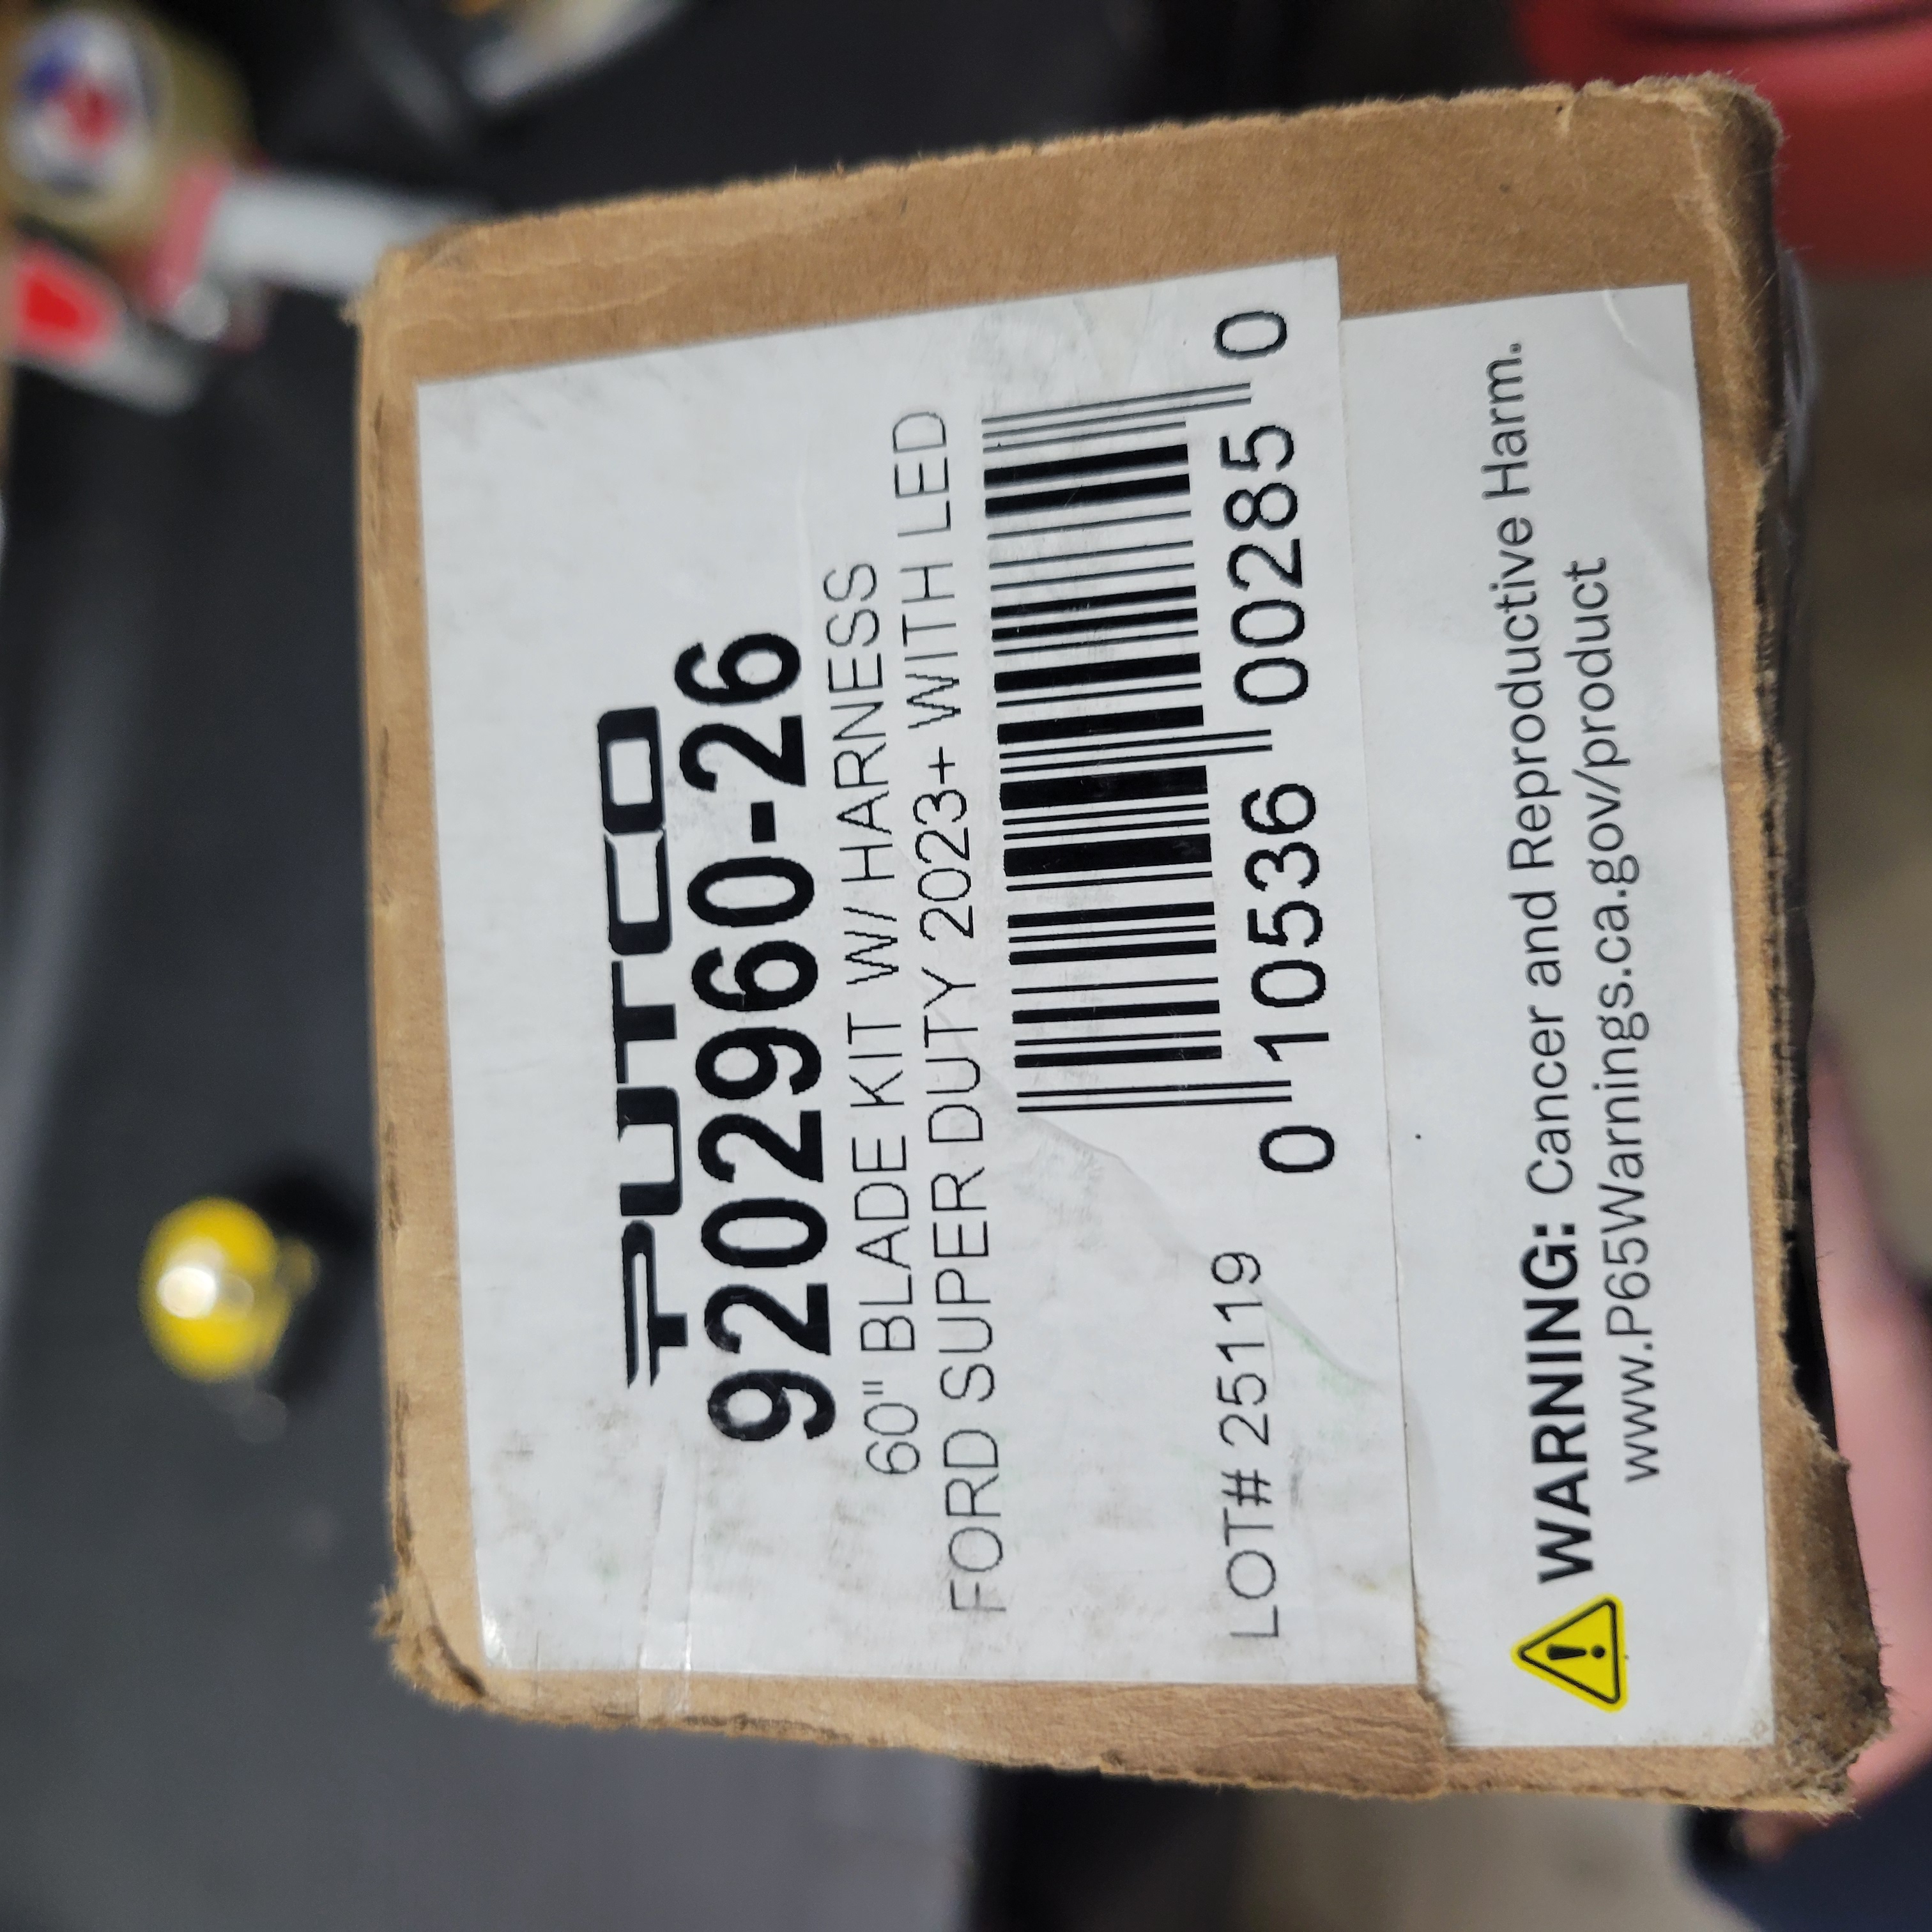 PUTCO
9202960-26
60" BLADE KIT W/ HARNESS
FORD SUPER DUTY 2023+ WITH LED
LOT# 25119
0 10536 00285 0
WARNING: Cancer and Reproductive Harm.
www.P65Warnings.ca.gov/product